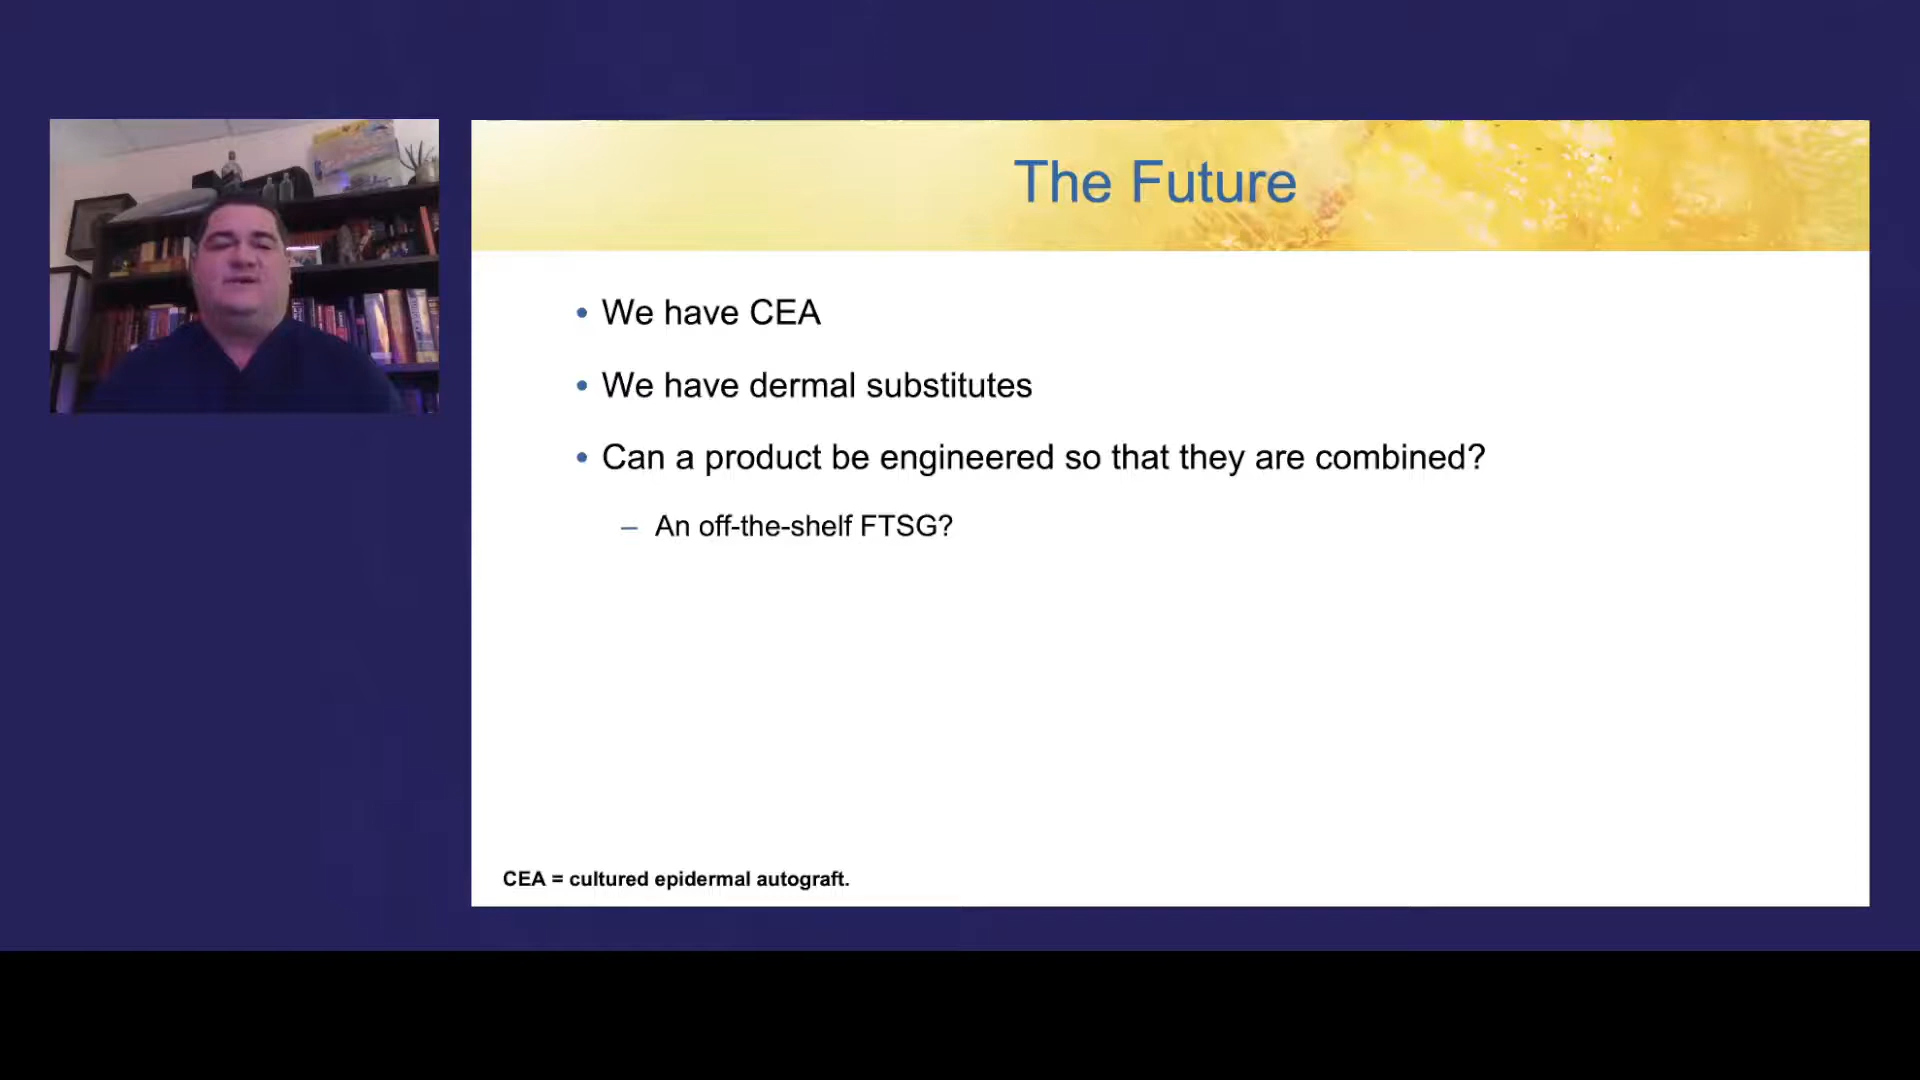 The Future
• We have CEA
• We have dermal substitutes
• Can a product be engineered so that they are combined?
– An off-the-shelf FTSG?
CEA = cultured epidermal autograft.